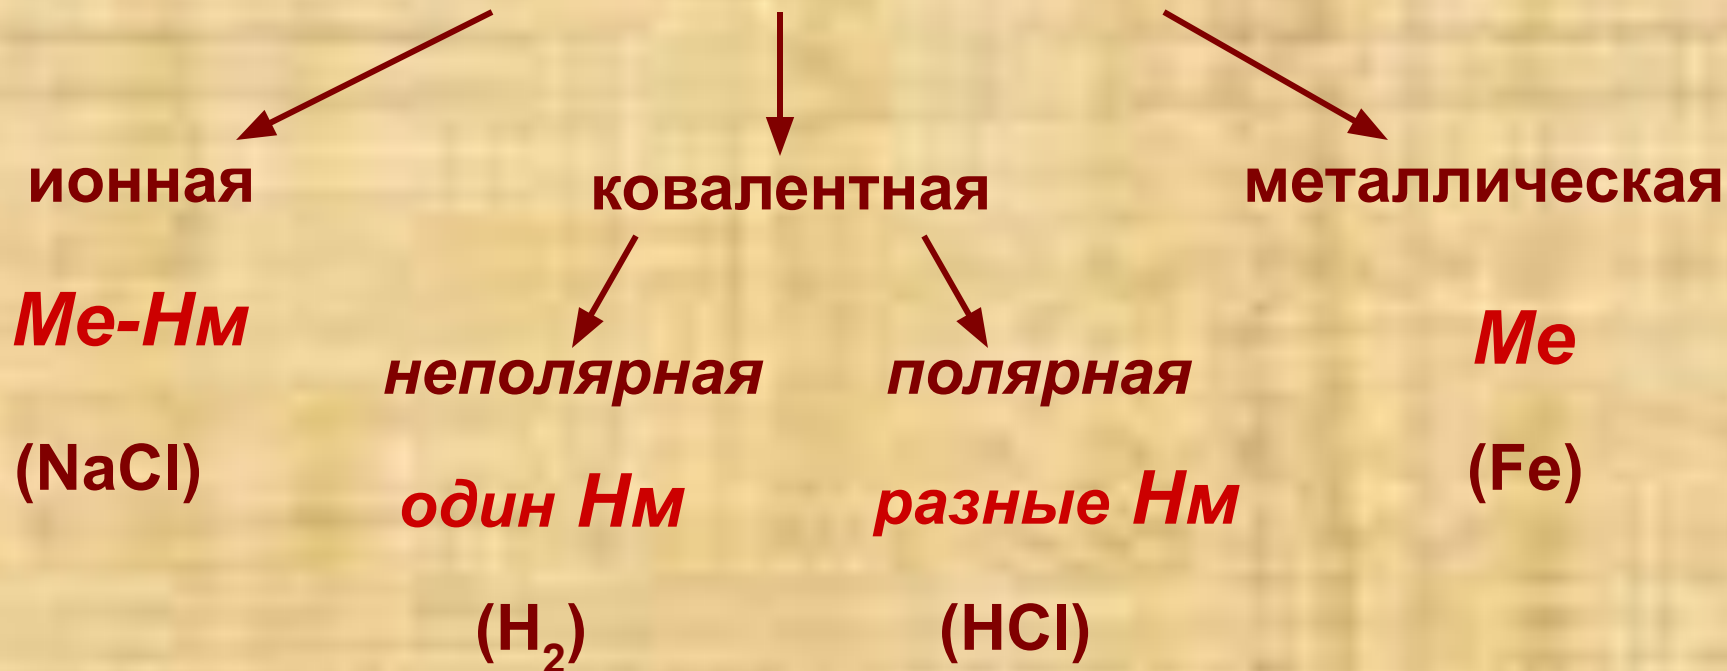 ионная
ковалентная
металлическая
Ме-Нм
неполярная
полярная
Ме
(NaCl)
один Нм
разные Нм
(Fe)
(H₂)
(HCl)